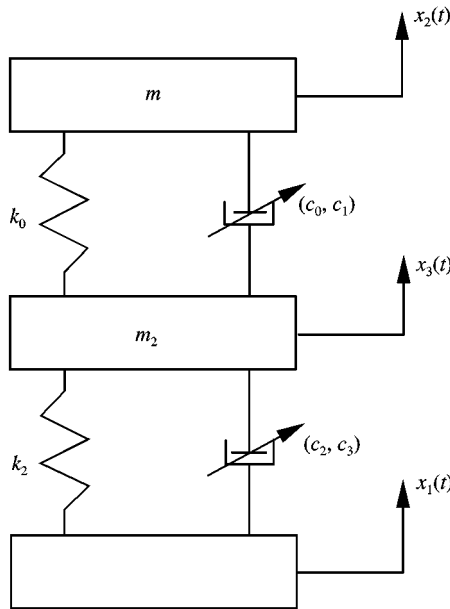 x₂(t)
m
k₀
(c₀, c₁)
x₃(t)
m₂
k₂
(c₂, c₃)
x₁(t)